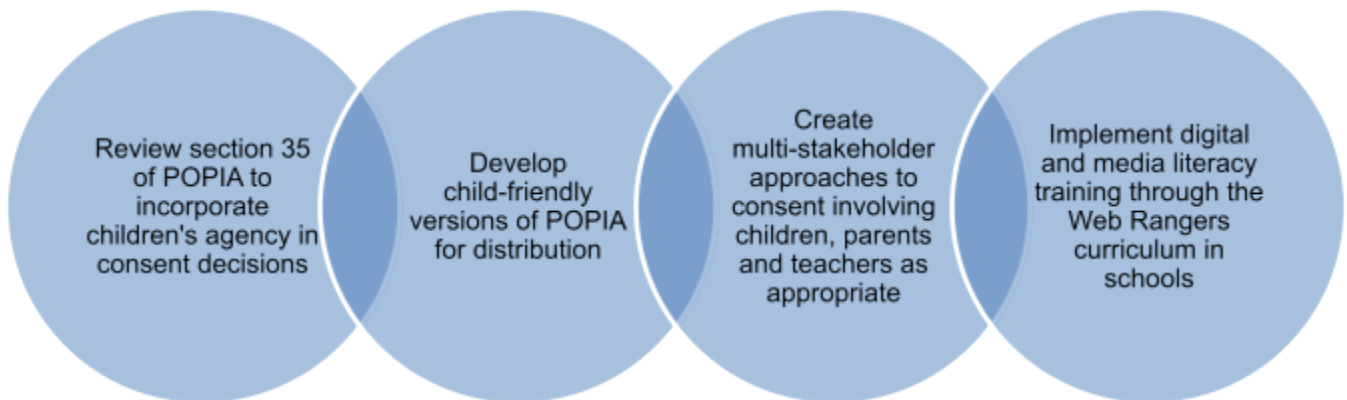 Review section 35
of POPIA to
incorporate
children's agency in
consent decisions
Develop
child-friendly
versions of POPIA
for distribution
Create
multi-stakeholder
approaches to
consent involving
children, parents
and teachers as
appropriate
Implement digital
and media literacy
training through the
Web Rangers
curriculum in
schools